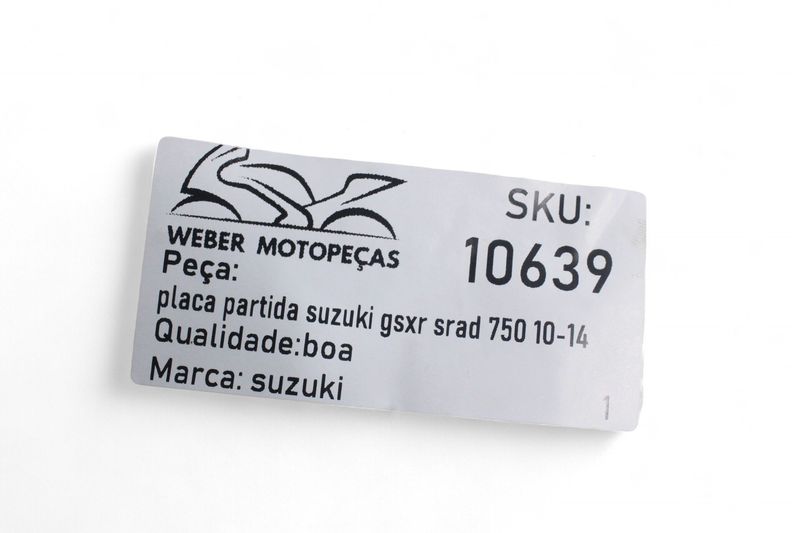 WEBER MOTOPEÇAS
SKU:
10639
Peça:
placa partida suzuki gsxr srad 750 10-14
Qualidade:boa
Marca: suzuki
1